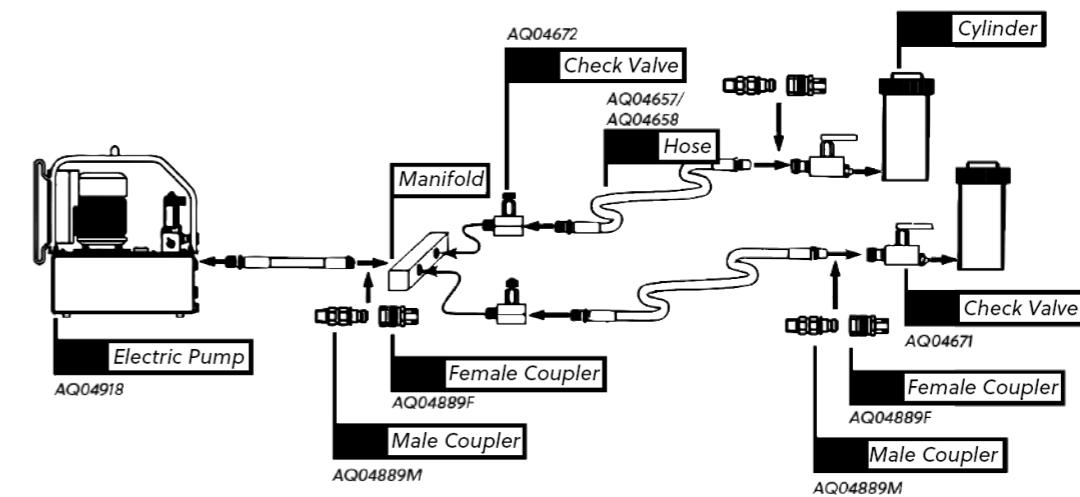 AQ04672
Check Valve
Cylinder
AQ04657/
AQ04658
Hose
Manifold
Electric Pump
AQ04918
Female Coupler
AQ04889F
Male Coupler
AQ04889M
Check Valve
AQ04671
Female Coupler
AQ04889F
Male Coupler
AQ04889M